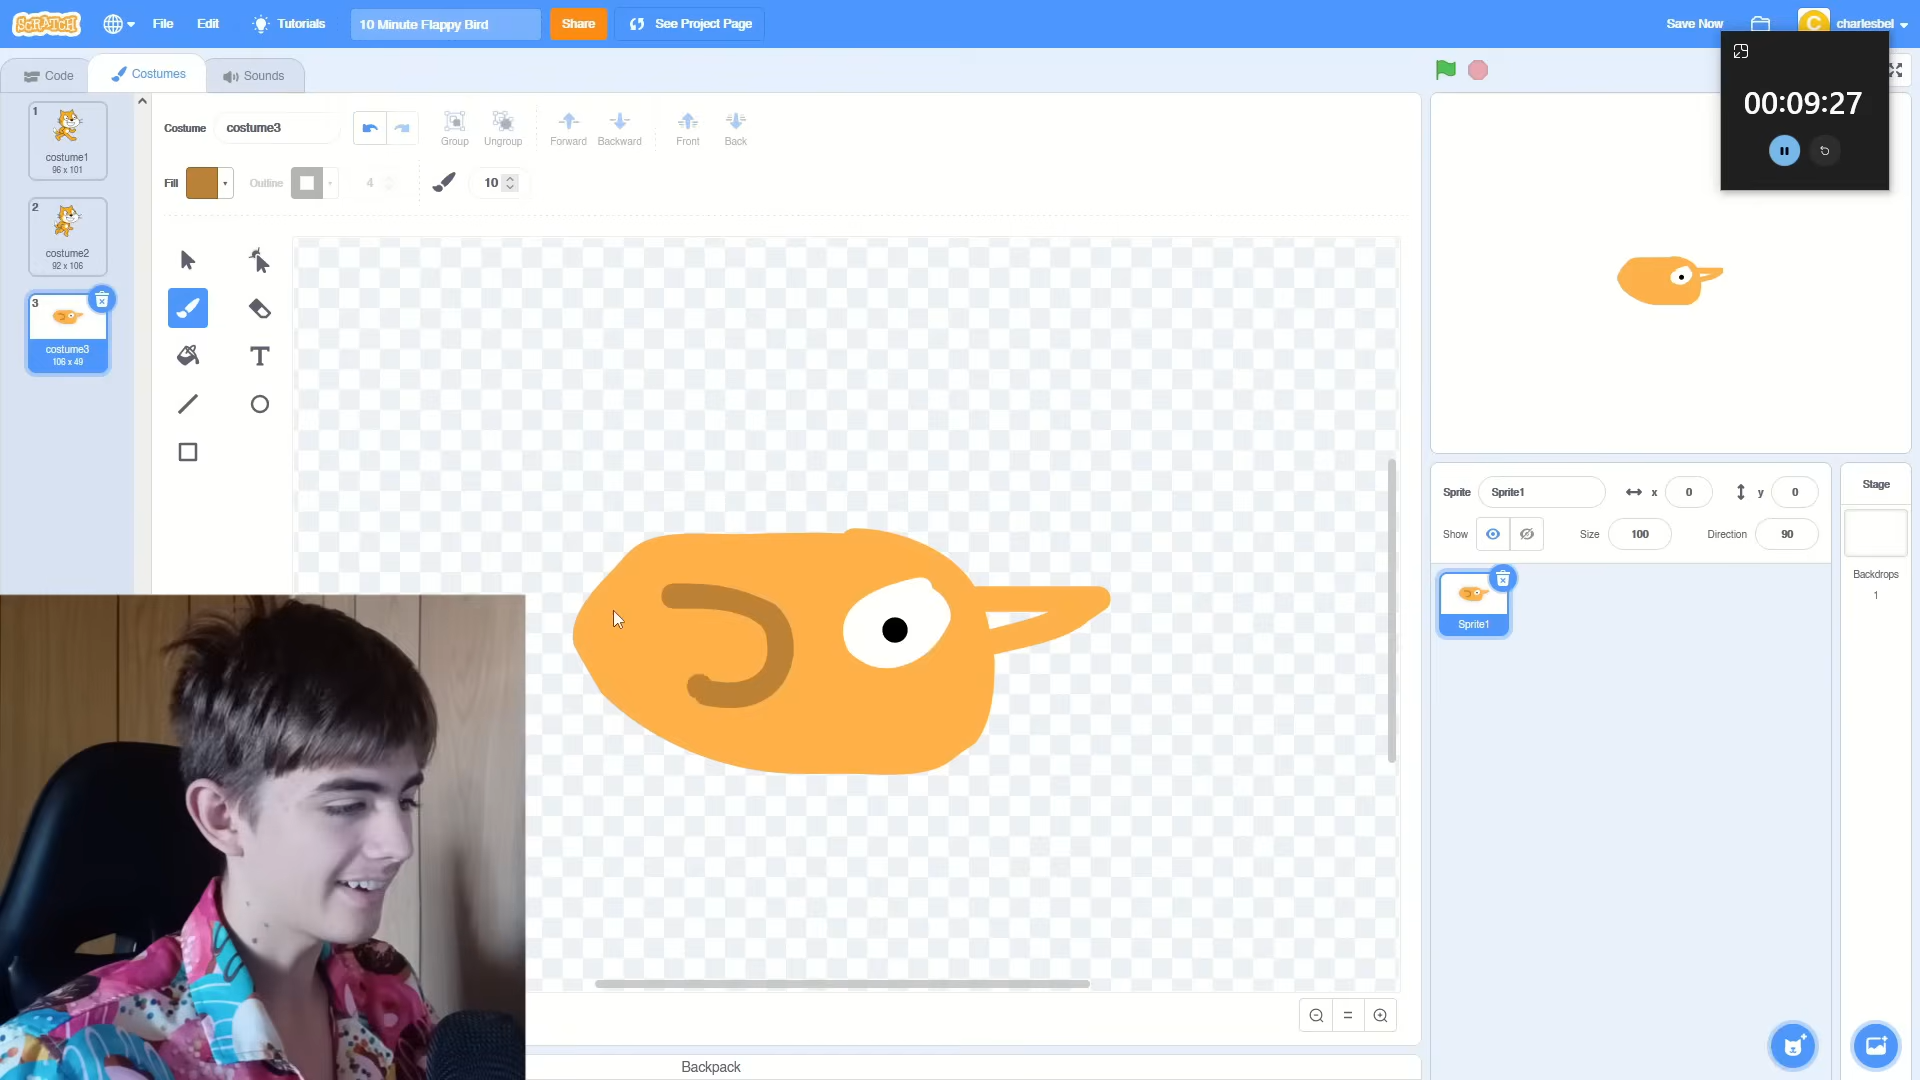 SCRATCH
File
Edit
Tutorials
10 Minute Flappy Bird
Share
See Project Page
Save Now
C
charlesbel
Code
Costumes
Sounds
00:09:27
1
costume1
96 x 101
2
costume2
92 x 106
3
costume3
106 x 49
Costume
costume3
Group
Ungroup
Forward
Backward
Front
Back
Fill
Outline
4
10
T
Sprite
Sprite1
x
0
y
0
Show
Size
100
Direction
90
Sprite1
Stage
Backdrops
1
Backpack